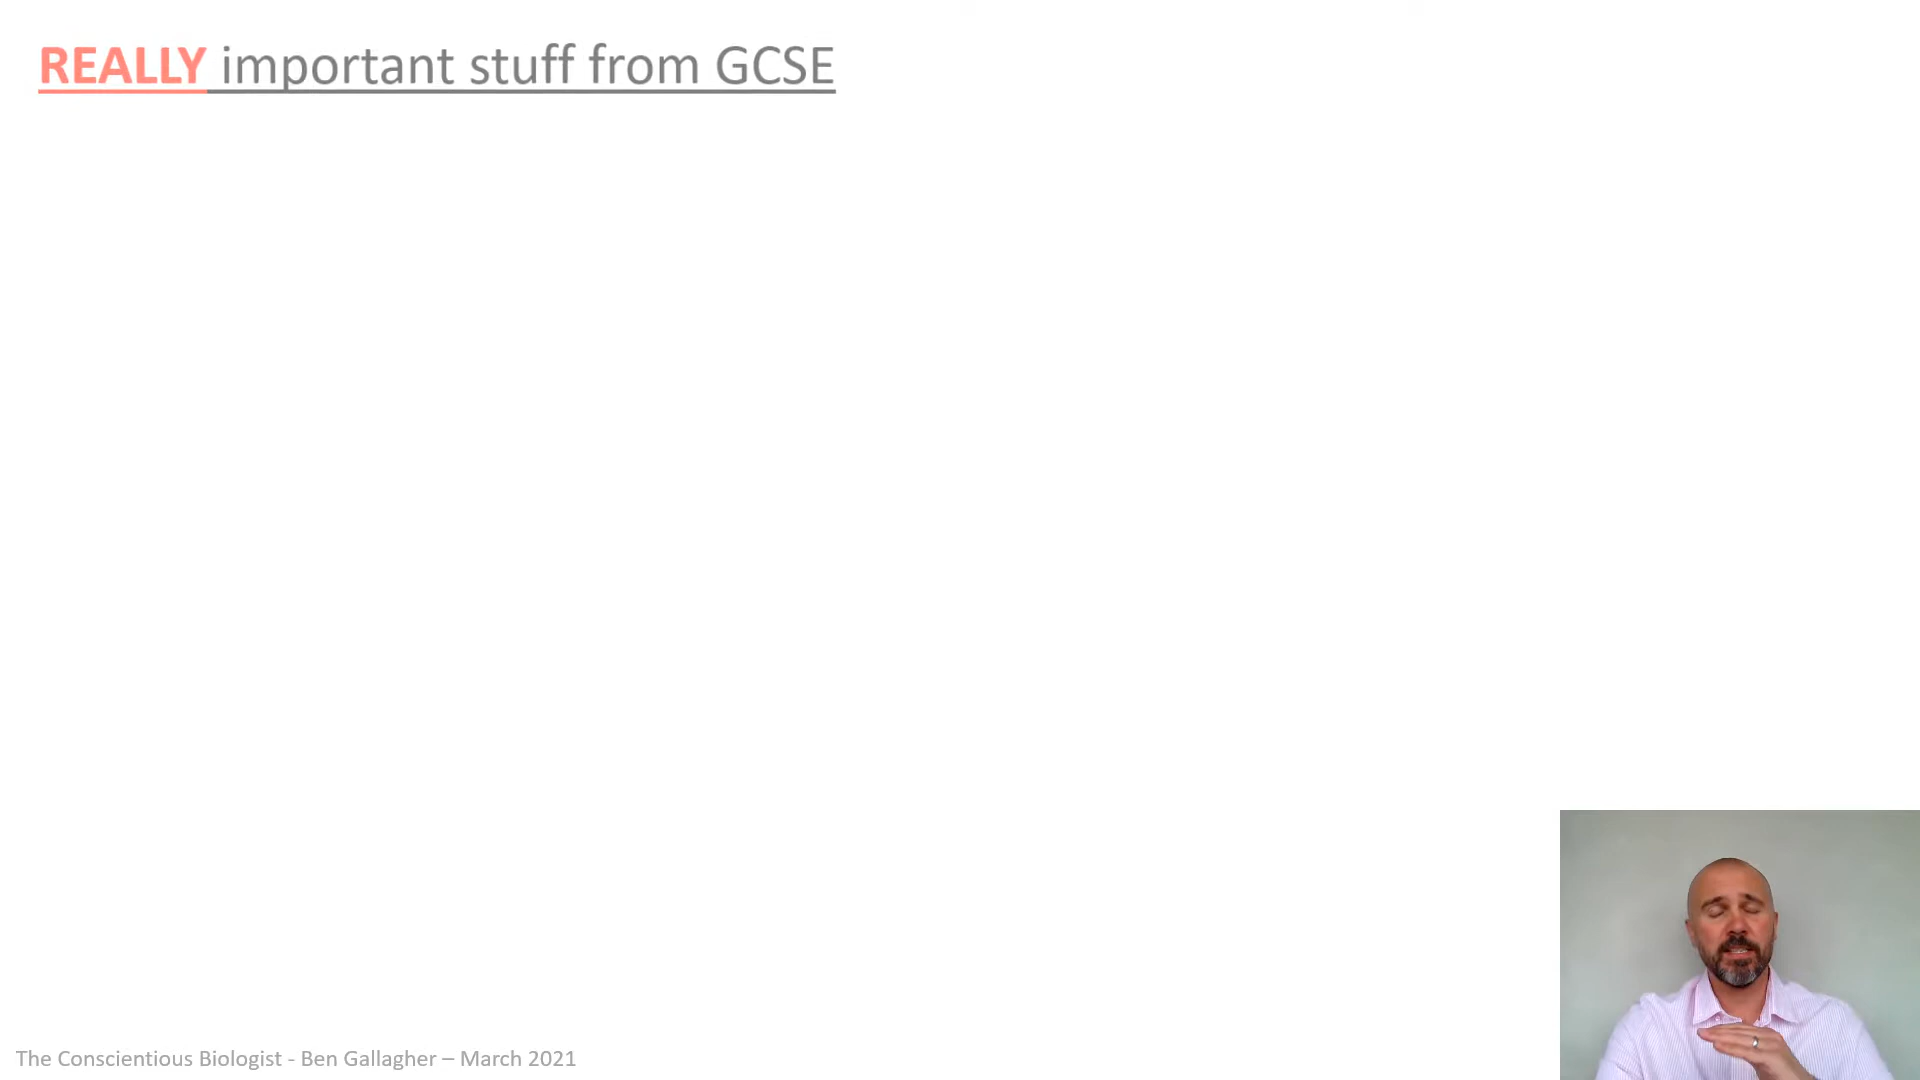 REALLY important stuff from GCSE
The Conscientious Biologist - Ben Gallagher – March 2021